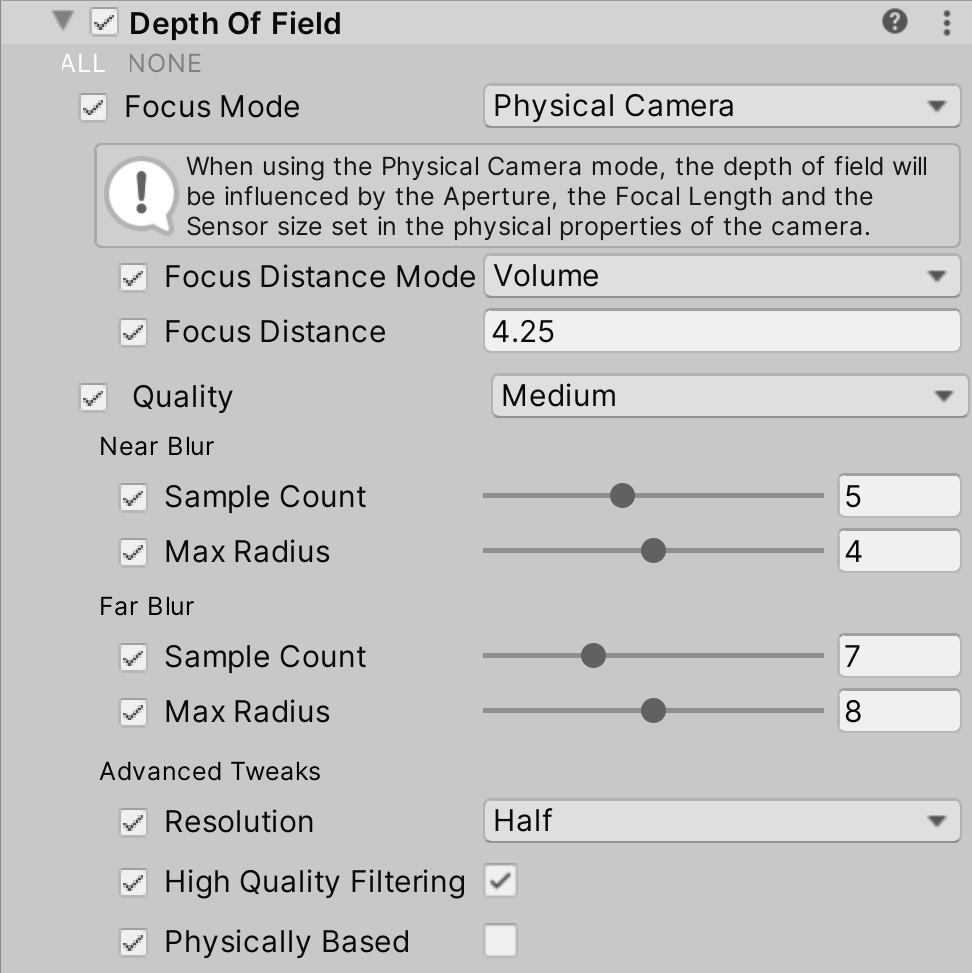 Depth Of Field
ALL NONE
Focus Mode Physical Camera
When using the Physical Camera mode, the depth of field will
be influenced by the Aperture, the Focal Length and the
Sensor size set in the physical properties of the camera.
Focus Distance Mode Volume
Focus Distance 4.25
Quality Medium
Near Blur
Sample Count 5
Max Radius 4
Far Blur
Sample Count 7
Max Radius 8
Advanced Tweaks
Resolution Half
High Quality Filtering
Physically Based